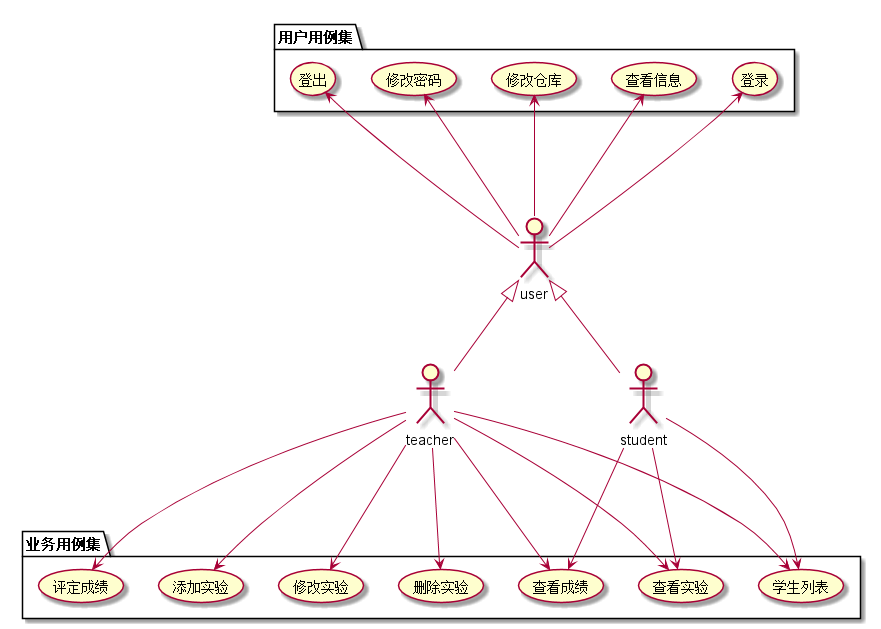 用户用例集
登出
修改密码
修改仓库
查看信息
登录
user
teacher
student
业务用例集
评定成绩
添加实验
修改实验
删除实验
查看成绩
查看实验
学生列表